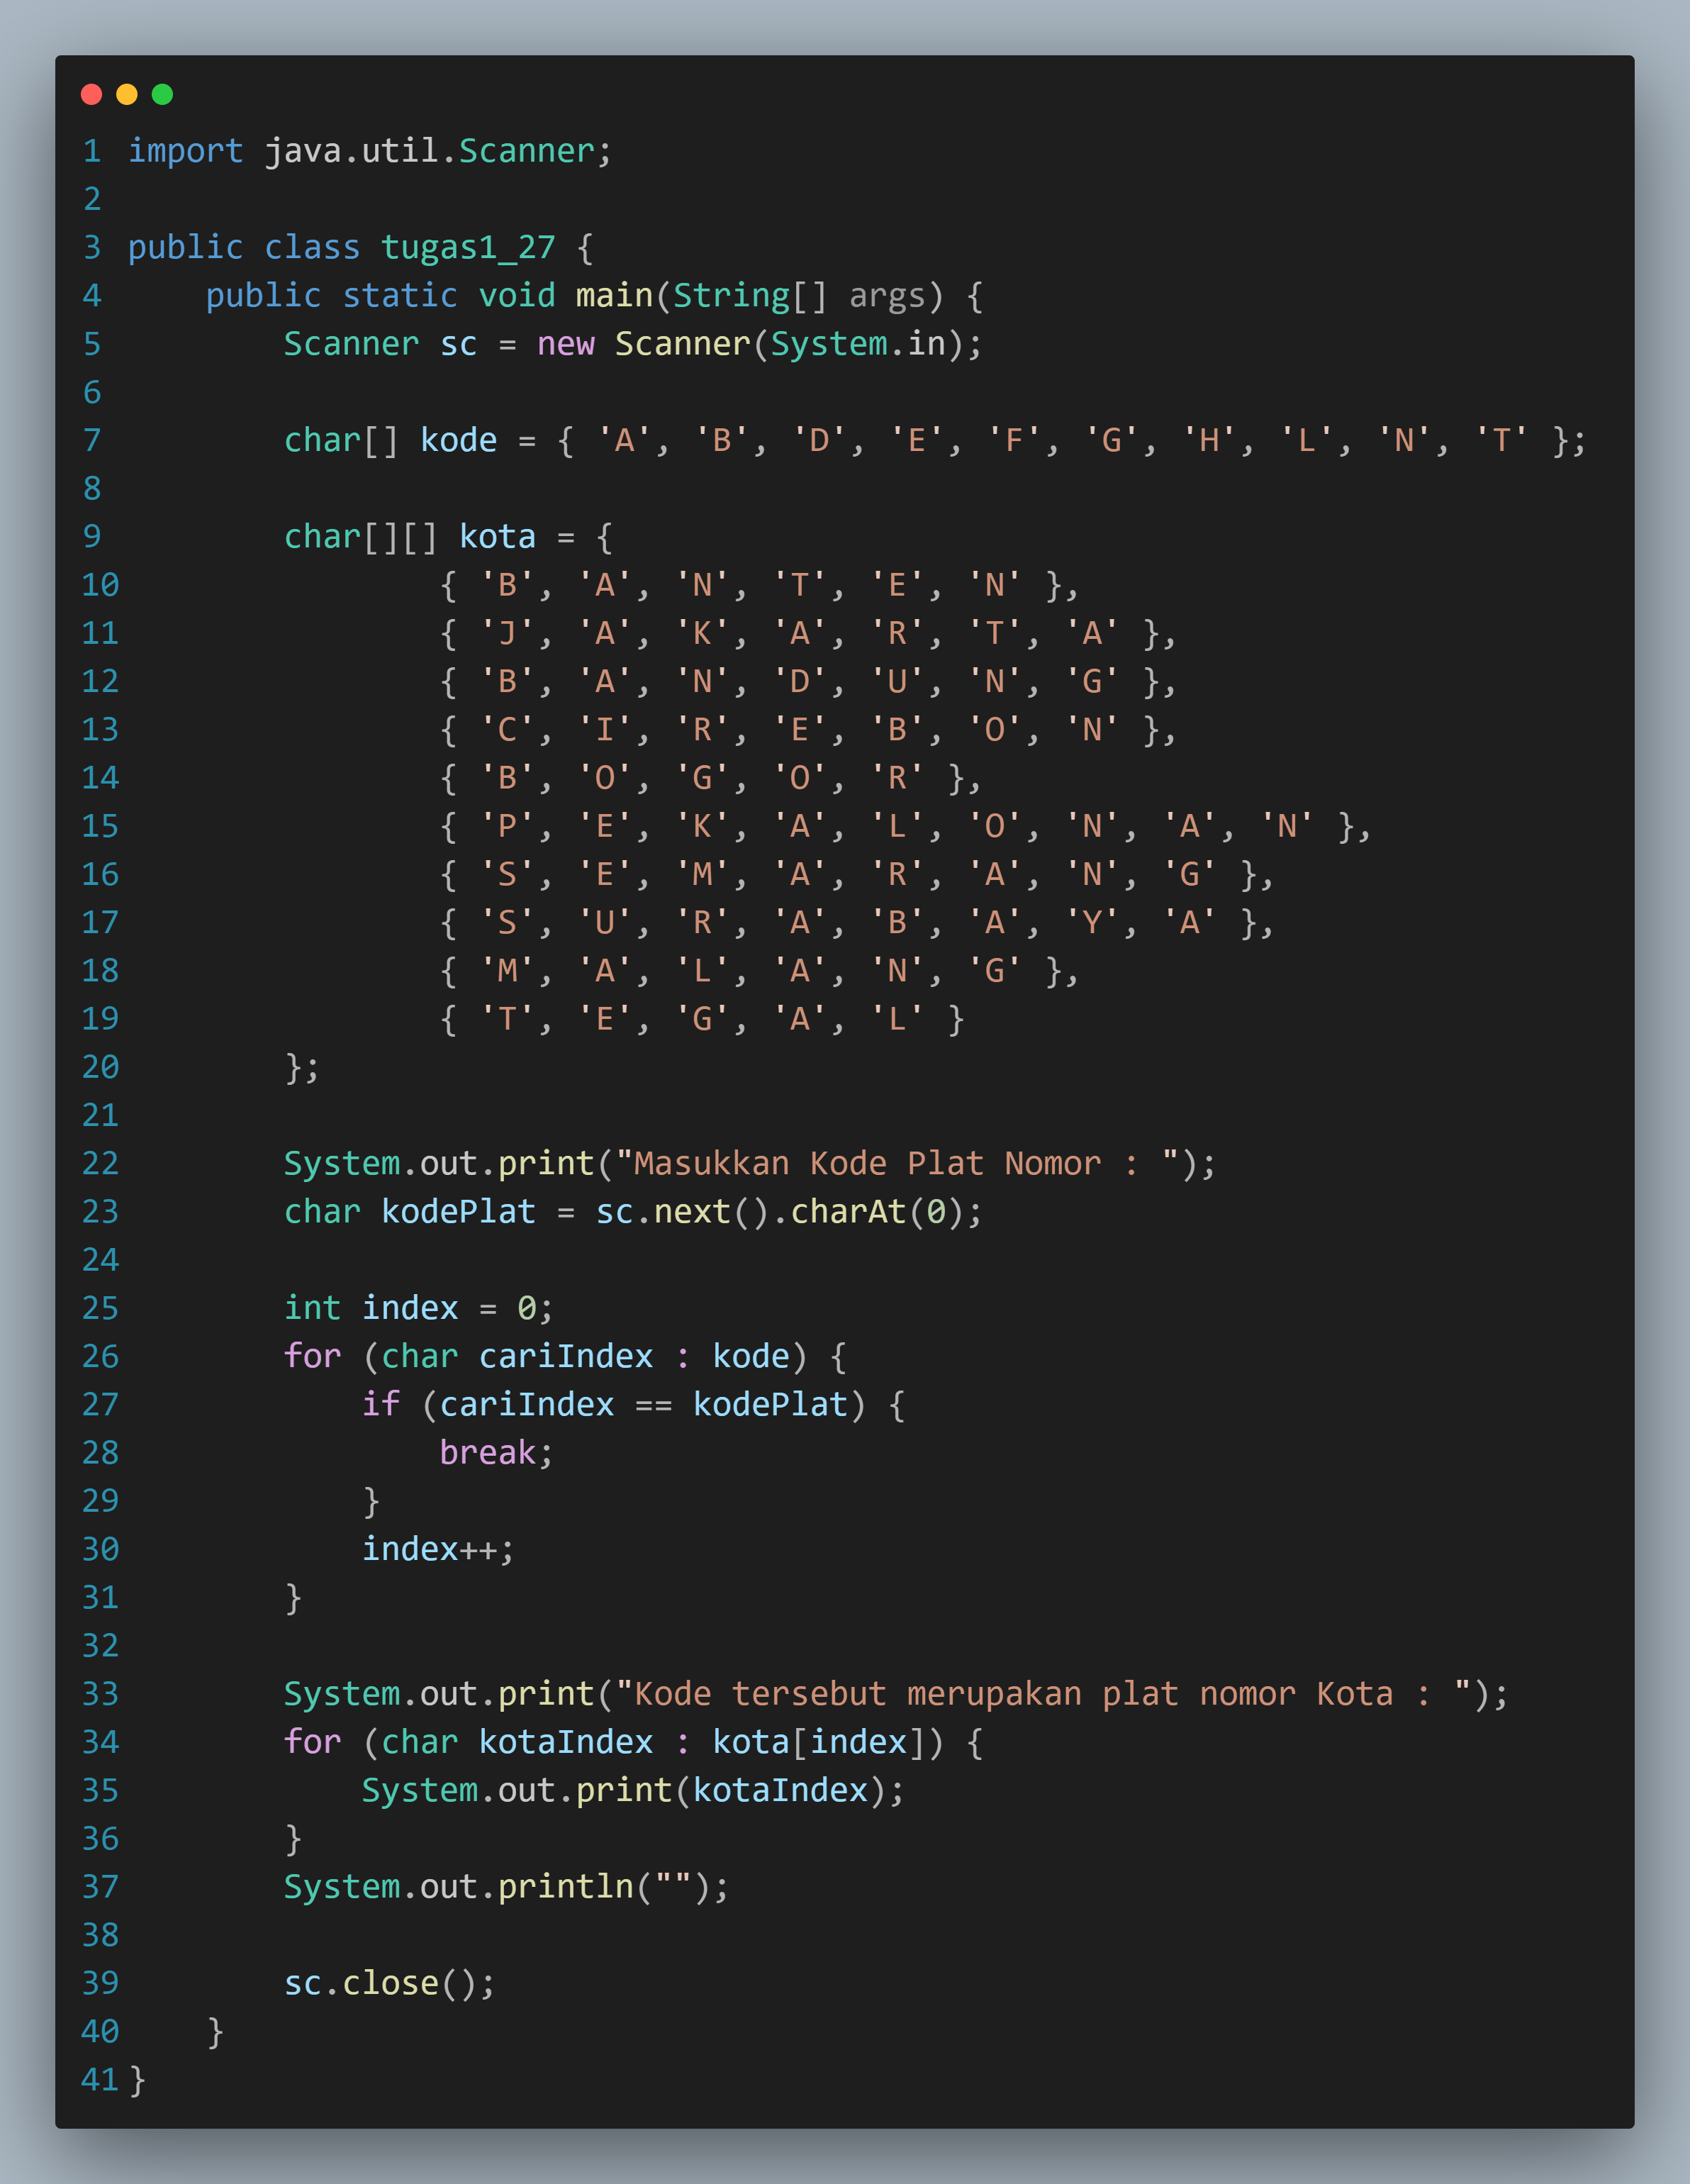 1 import java.util.Scanner;
2
3 public class tugas1_27 {
4     public static void main(String[] args) {
5         Scanner sc = new Scanner(System.in);
6
7         char[] kode = { 'A', 'B', 'D', 'E', 'F', 'G', 'H', 'L', 'N', 'T' };
8
9         char[][] kota = {
10                 { 'B', 'A', 'N', 'T', 'E', 'N' },
11                 { 'J', 'A', 'K', 'A', 'R', 'T', 'A' },
12                 { 'B', 'A', 'N', 'D', 'U', 'N', 'G' },
13                 { 'C', 'I', 'R', 'E', 'B', 'O', 'N' },
14                 { 'B', 'O', 'G', 'O', 'R' },
15                 { 'P', 'E', 'K', 'A', 'L', 'O', 'N', 'A', 'N' },
16                 { 'S', 'E', 'M', 'A', 'R', 'A', 'N', 'G' },
17                 { 'S', 'U', 'R', 'A', 'B', 'A', 'Y', 'A' },
18                 { 'M', 'A', 'L', 'A', 'N', 'G' },
19                 { 'T', 'E', 'G', 'A', 'L' }
20         };
21
22         System.out.print("Masukkan Kode Plat Nomor : ");
23         char kodePlat = sc.next().charAt(0);
24
25         int index = 0;
26         for (char cariIndex : kode) {
27             if (cariIndex == kodePlat) {
28                 break;
29             }
30             index++;
31         }
32
33         System.out.print("Kode tersebut merupakan plat nomor Kota : ");
34         for (char kotaIndex : kota[index]) {
35             System.out.print(kotaIndex);
36         }
37         System.out.println("");
38
39         sc.close();
40     }
41 }